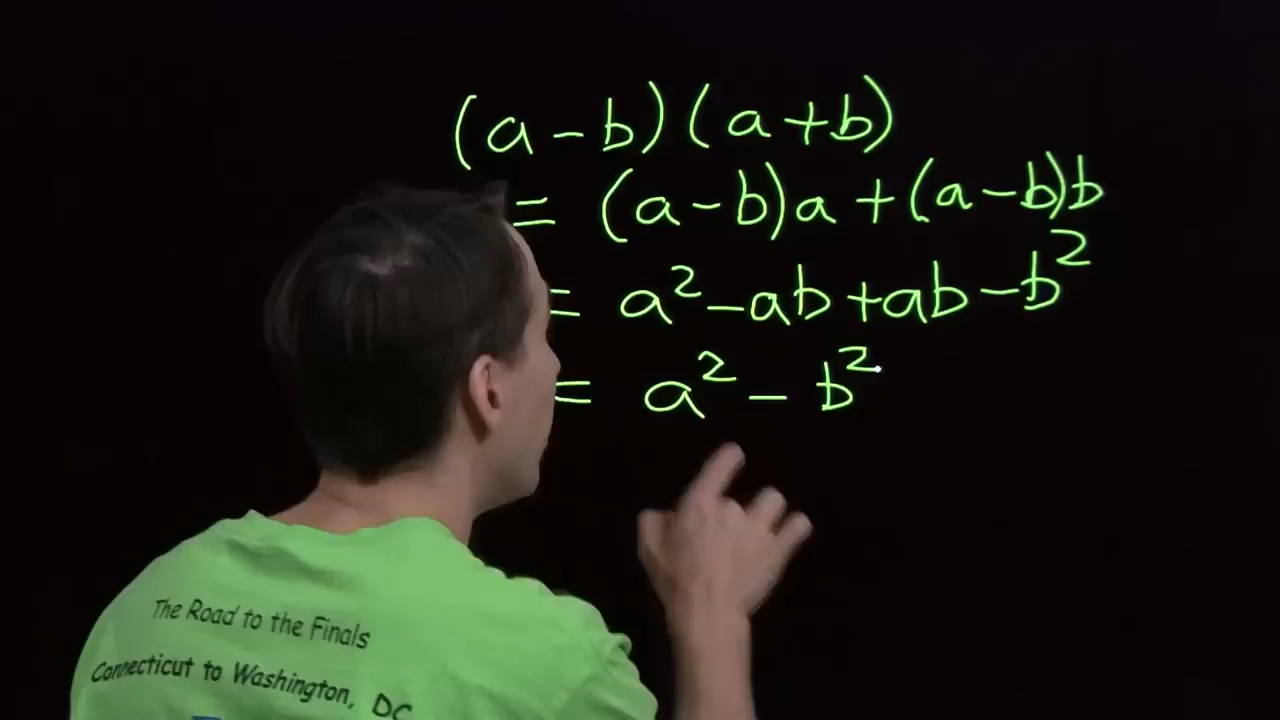 (a-b)(a+b)
= (a-b)a+(a-b)b
= a²-ab+ab-b²
= a² - b²
The Road to the Finals
Connecticut to Washington, DC